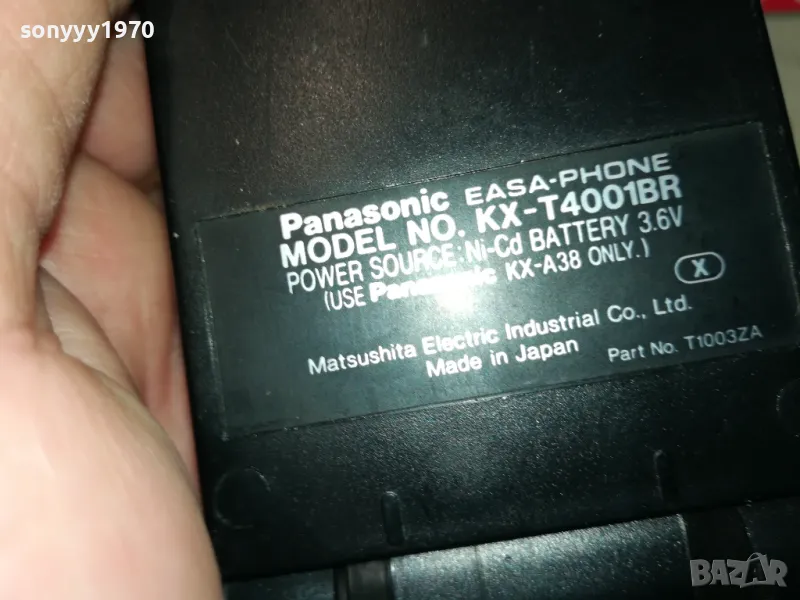 sonyyy1970
Panasonic EASA-PHONE
MODEL NO. KX-T4001BR
POWER SOURCE: Ni-Cd BATTERY 3.6V
(USE Panasonic KX-A38 ONLY.)
X
Matsushita Electric Industrial Co., Ltd.
Made in Japan
Part No. T1003ZA
BAZAR